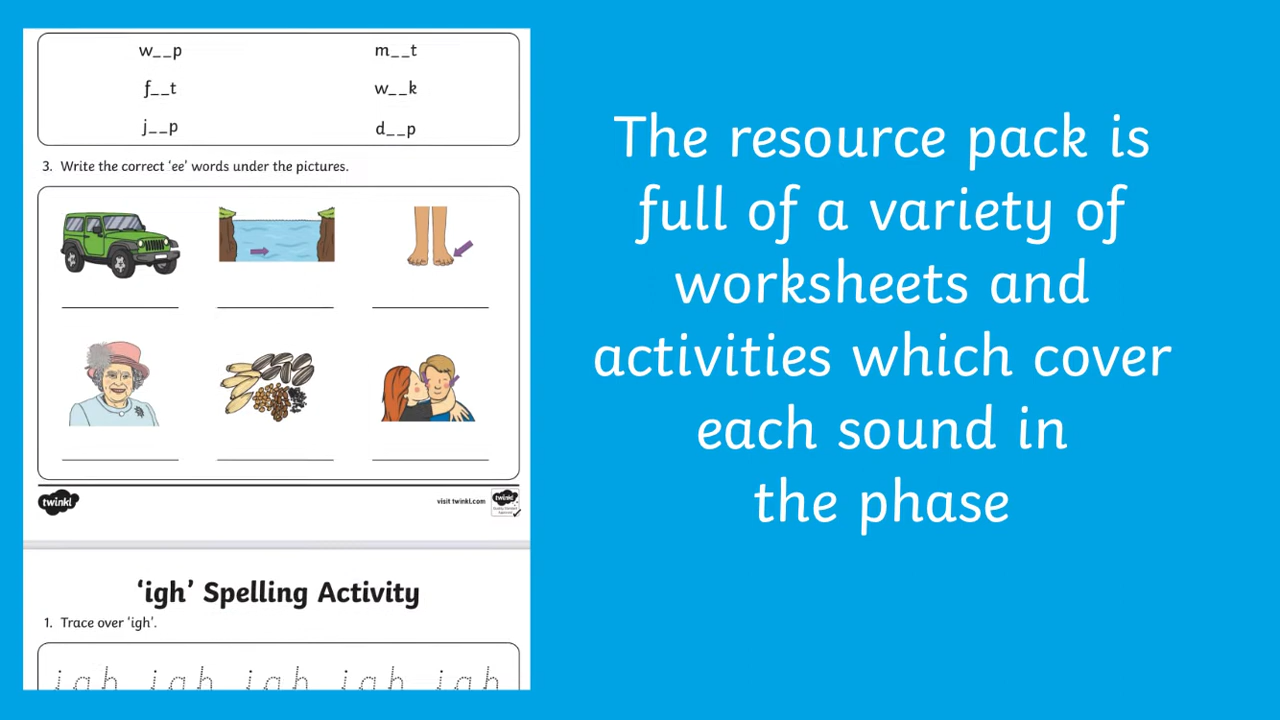 w__p m__t
f__t w__k
j__p d__p
3. Write the correct ‘ee’ words under the pictures.
twinkl
visit twinkl.com
‘igh’ Spelling Activity
1. Trace over ‘igh’.
igh igh igh igh igh
The resource pack is
full of a variety of
worksheets and
activities which cover
each sound in
the phase